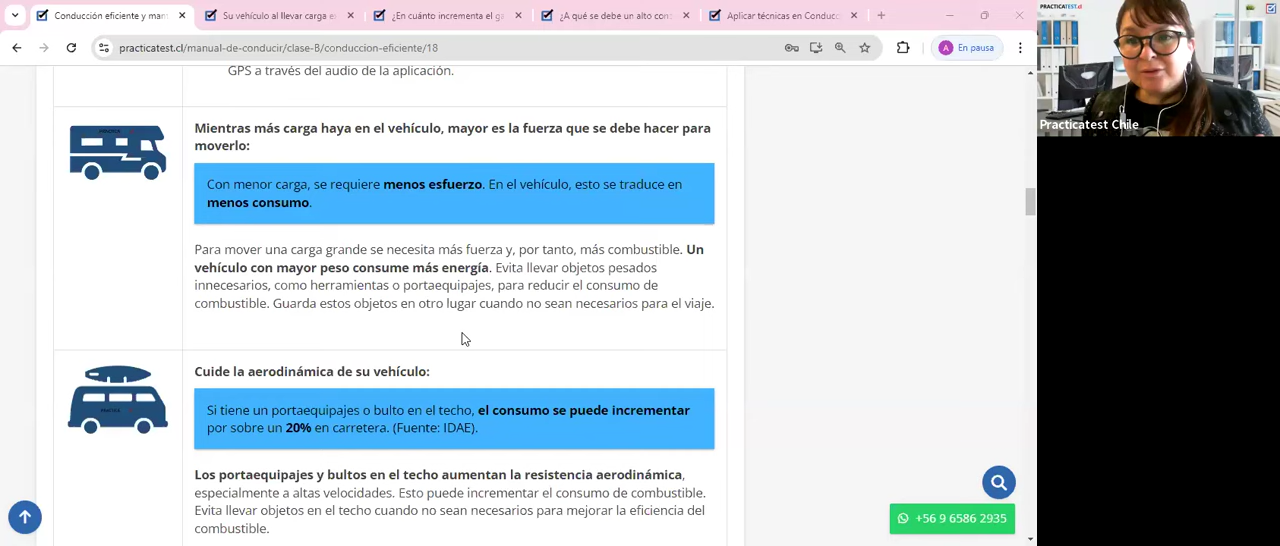 Conducción eficiente y mant
Su vehículo al llevar carga e
¿En cuánto incrementa el ga
¿A qué se debe un alto con
Aplicar técnicas en Conducc
practicatest.cl/manual-de-conducir/clase-B/conduccion-eficiente/18
A
En pausa
GPS a través del audio de la aplicación.
Mientras más carga haya en el vehículo, mayor es la fuerza que se debe hacer para
moverlo:
Con menor carga, se requiere menos esfuerzo. En el vehículo, esto se traduce en
menos consumo.
Para mover una carga grande se necesita más fuerza y, por tanto, más combustible. Un
vehículo con mayor peso consume más energía. Evita llevar objetos pesados
innecesarios, como herramientas o portaequipajes, para reducir el consumo de
combustible. Guarda estos objetos en otro lugar cuando no sean necesarios para el viaje.
Cuide la aerodinámica de su vehículo:
Si tiene un portaequipajes o bulto en el techo, el consumo se puede incrementar
por sobre un 20% en carretera. (Fuente: IDAE).
Los portaequipajes y bultos en el techo aumentan la resistencia aerodinámica,
especialmente a altas velocidades. Esto puede incrementar el consumo de combustible.
Evita llevar objetos en el techo cuando no sean necesarios para mejorar la eficiencia del
combustible.
+56 9 6586 2935
PRACTICATEST.cl
Practicatest Chile